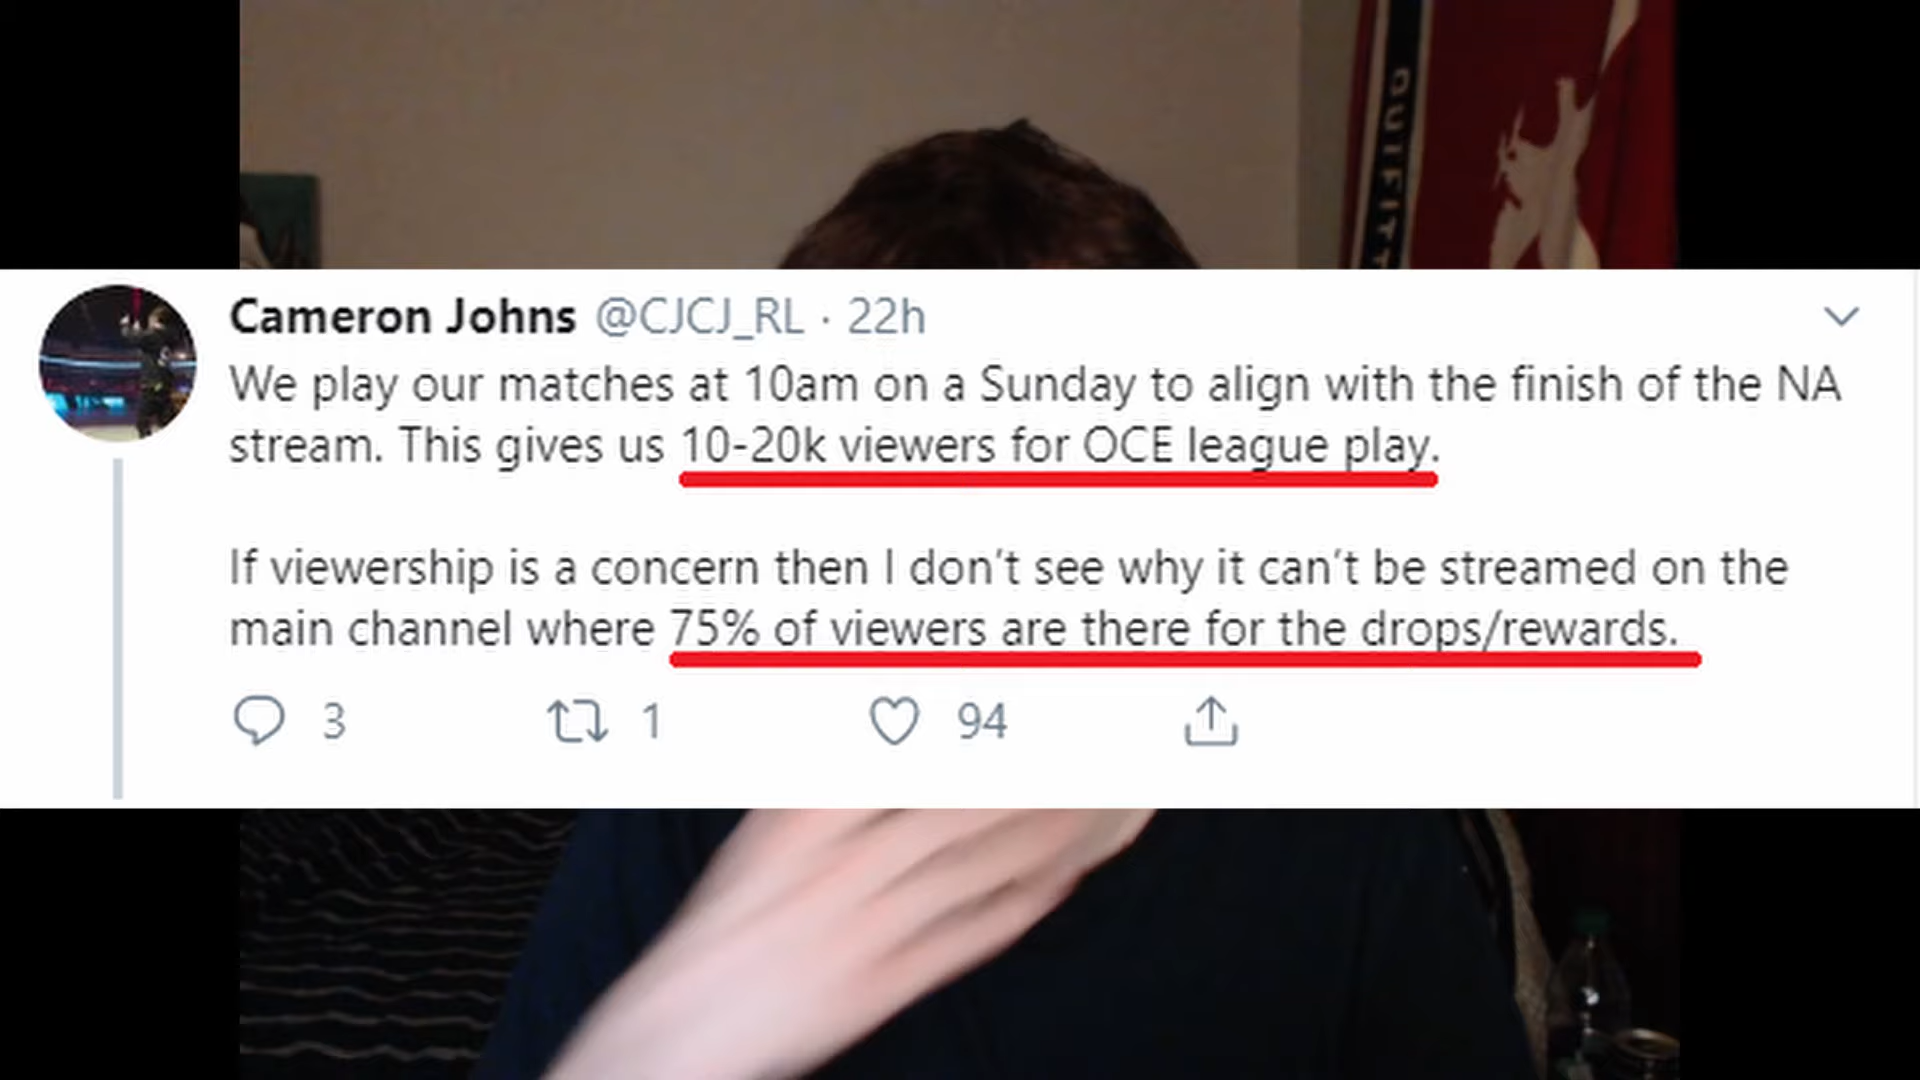 OUTFITT
Cameron Johns @CJCJ_RL · 22h
We play our matches at 10am on a Sunday to align with the finish of the NA
stream. This gives us 10-20k viewers for OCE league play.
If viewership is a concern then I don't see why it can't be streamed on the
main channel where 75% of viewers are there for the drops/rewards.
3 1 94